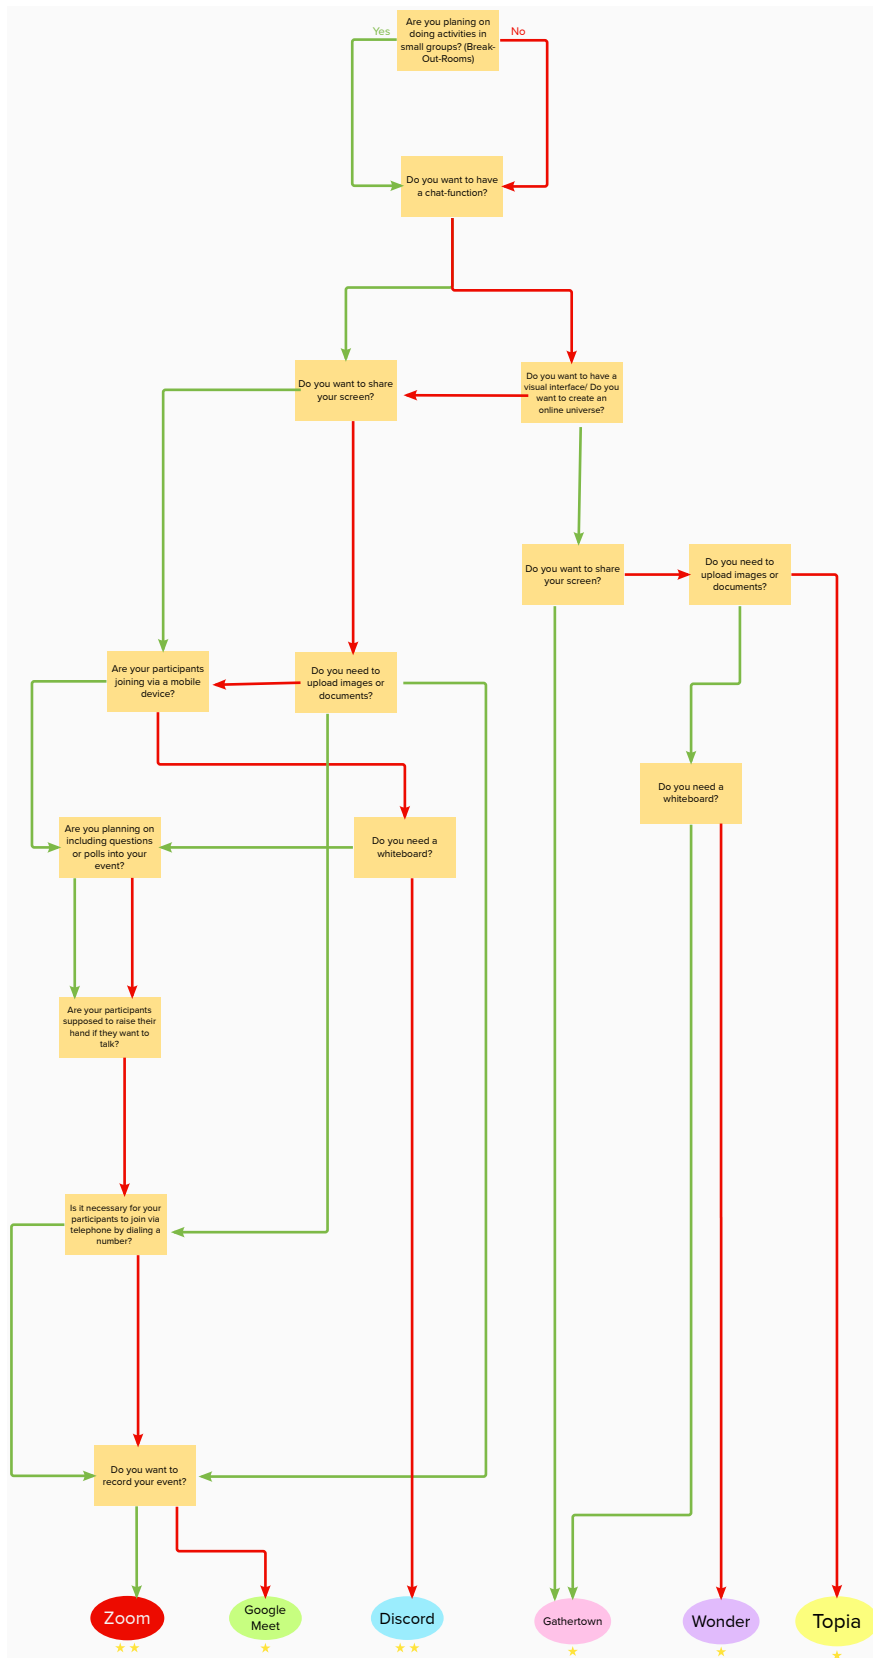 Yes
Are you planing on
doing activities in
small groups? (Break-
Out-Rooms)
No
Do you want to have
a chat-function?
Do you want to share
your screen?
Do you want to have a
visual interface/ Do you
want to create an
online universe?
Do you want to share
your screen?
Do you need to
upload images or
documents?
Are your participants
joining via a mobile
device?
Do you need to
upload images or
documents?
Do you need a
whiteboard?
Are you planning on
including questions
or polls into your
event?
Do you need a
whiteboard?
Are your participants
supposed to raise their
hand if they want to
talk?
Is it necessary for your
participants to join via
telephone by dialing a
number?
Do you want to
record your event?
Zoom
Google
Meet
Discord
Gathertown
Wonder
Topia